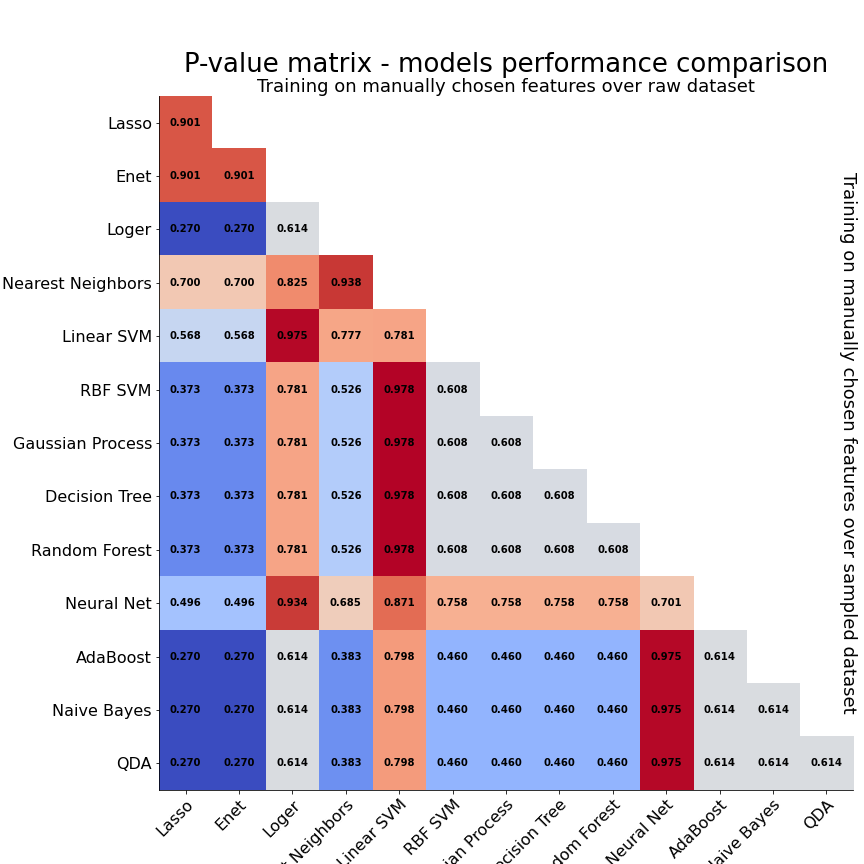 P-value matrix - models performance comparison
Training on manually chosen features over raw dataset
Training on manually chosen features over sampled dataset
Lasso 0.901
Enet 0.901 0.901
Loger 0.270 0.270 0.614
Nearest Neighbors 0.700 0.700 0.825 0.938
Linear SVM 0.568 0.568 0.975 0.777 0.781
RBF SVM 0.373 0.373 0.781 0.526 0.978 0.608
Gaussian Process 0.373 0.373 0.781 0.526 0.978 0.608 0.608
Decision Tree 0.373 0.373 0.781 0.526 0.978 0.608 0.608 0.608
Random Forest 0.373 0.373 0.781 0.526 0.978 0.608 0.608 0.608 0.608
Neural Net 0.496 0.496 0.934 0.685 0.871 0.758 0.758 0.758 0.758 0.701
AdaBoost 0.270 0.270 0.614 0.383 0.798 0.460 0.460 0.460 0.460 0.975 0.614
Naive Bayes 0.270 0.270 0.614 0.383 0.798 0.460 0.460 0.460 0.460 0.975 0.614 0.614
QDA 0.270 0.270 0.614 0.383 0.798 0.460 0.460 0.460 0.460 0.975 0.614 0.614 0.614
Lasso
Enet
Loger
t Neighbors
Linear SVM
RBF SVM
ian Process
ecision Tree
dom Forest
Neural Net
AdaBoost
Naive Bayes
QDA